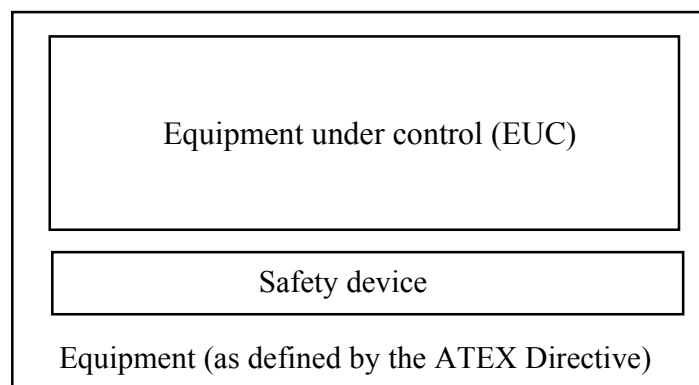 Equipment under control (EUC)
Safety device
Equipment (as defined by the ATEX Directive)